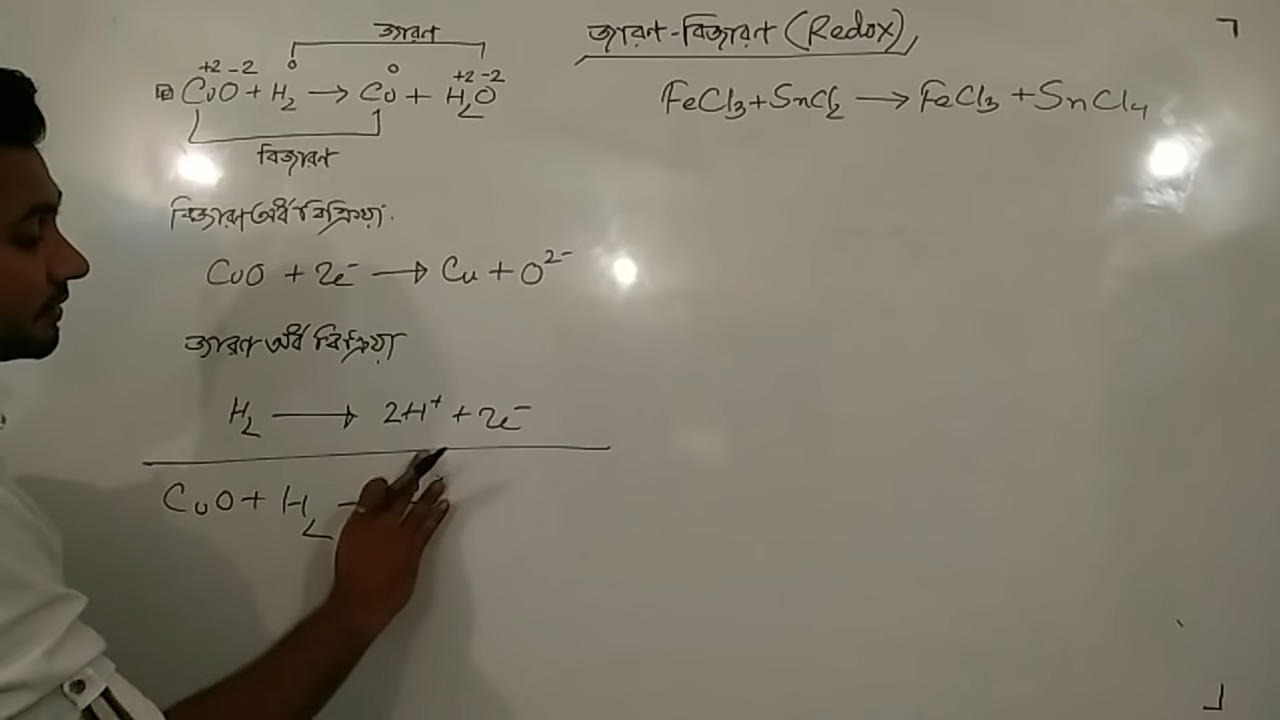 জারণ-বিজারণ (Redox)
জারণ
+2 -2 0 0 +2 -2
CuO + H2 → Cu + H2O
বিজারণ
FeCl3 + SnCl2 → FeCl3 + SnCl4
বিজারণ অর্ধ বিক্রিয়া
CuO + 2e- → Cu + O2-
জারণ অর্ধ বিক্রিয়া
H2 → 2H+ + 2e-
CuO + H2